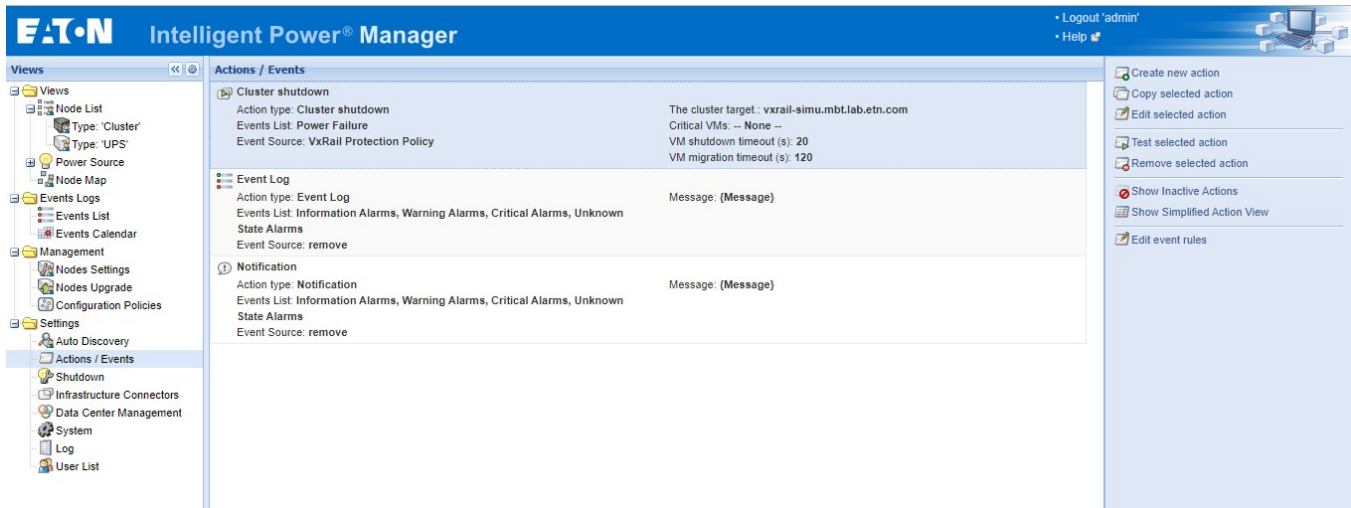 EATON Intelligent Power® Manager
• Logout 'admin'
• Help
Views
Views
Node List
Type: 'Cluster'
Type: 'UPS'
Power Source
Node Map
Events Logs
Events List
Events Calendar
Management
Nodes Settings
Nodes Upgrade
Configuration Policies
Settings
Auto Discovery
Actions / Events
Shutdown
Infrastructure Connectors
Data Center Management
System
Log
User List
Actions / Events
Cluster shutdown
Action type: Cluster shutdown
Events List: Power Failure
Event Source: VxRail Protection Policy
The cluster target.: vxrail-simu.mbt.lab.etn.com
Critical VMs: -- None --
VM shutdown timeout (s): 20
VM migration timeout (s): 120
Event Log
Action type: Event Log
Events List: Information Alarms, Warning Alarms, Critical Alarms, Unknown
State Alarms
Event Source: remove
Message: {Message}
Notification
Action type: Notification
Events List: Information Alarms, Warning Alarms, Critical Alarms, Unknown
State Alarms
Event Source: remove
Message: {Message}
Create new action
Copy selected action
Edit selected action
Test selected action
Remove selected action
Show Inactive Actions
Show Simplified Action View
Edit event rules